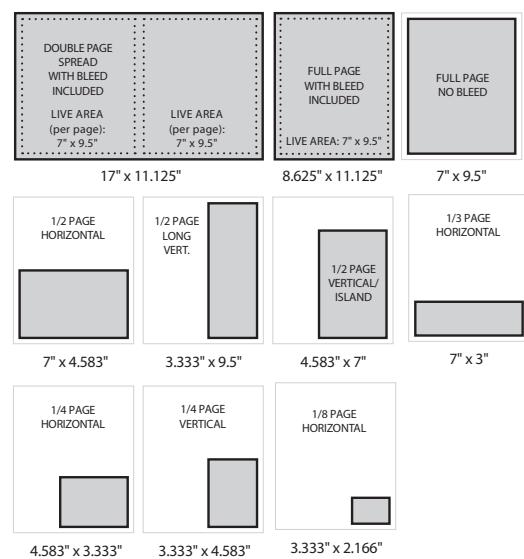 DOUBLE PAGE
SPREAD
WITH BLEED
INCLUDED
LIVE AREA
(per page):
7" x 9.5"
LIVE AREA
(per page):
7" x 9.5"
17" x 11.125"
FULL PAGE
WITH BLEED
INCLUDED
LIVE AREA: 7" x 9.5"
8.625" x 11.125"
FULL PAGE
NO BLEED
7" x 9.5"
1/2 PAGE
HORIZONTAL
7" x 4.583"
1/2 PAGE
LONG
VERT.
3.333" x 9.5"
1/2 PAGE
VERTICAL/
ISLAND
4.583" x 7"
1/3 PAGE
HORIZONTAL
7" x 3"
1/4 PAGE
HORIZONTAL
4.583" x 3.333"
1/4 PAGE
VERTICAL
3.333" x 4.583"
1/8 PAGE
HORIZONTAL
3.333" x 2.166"